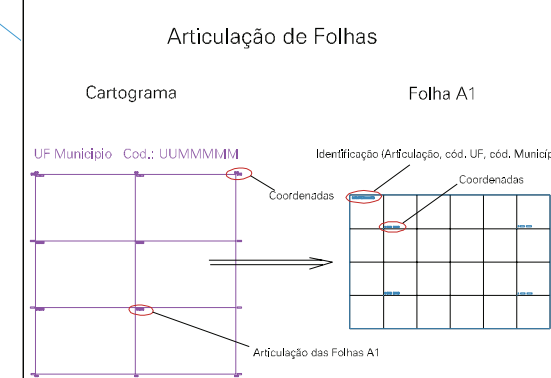 Articulação de Folhas
Cartograma
Folha A1
UF Municipio Cod.: UUMMMMM
Identificação (Articulação, cód. UF, cód. Municíp
Coordenadas
Coordenadas
Articulação das Folhas A1